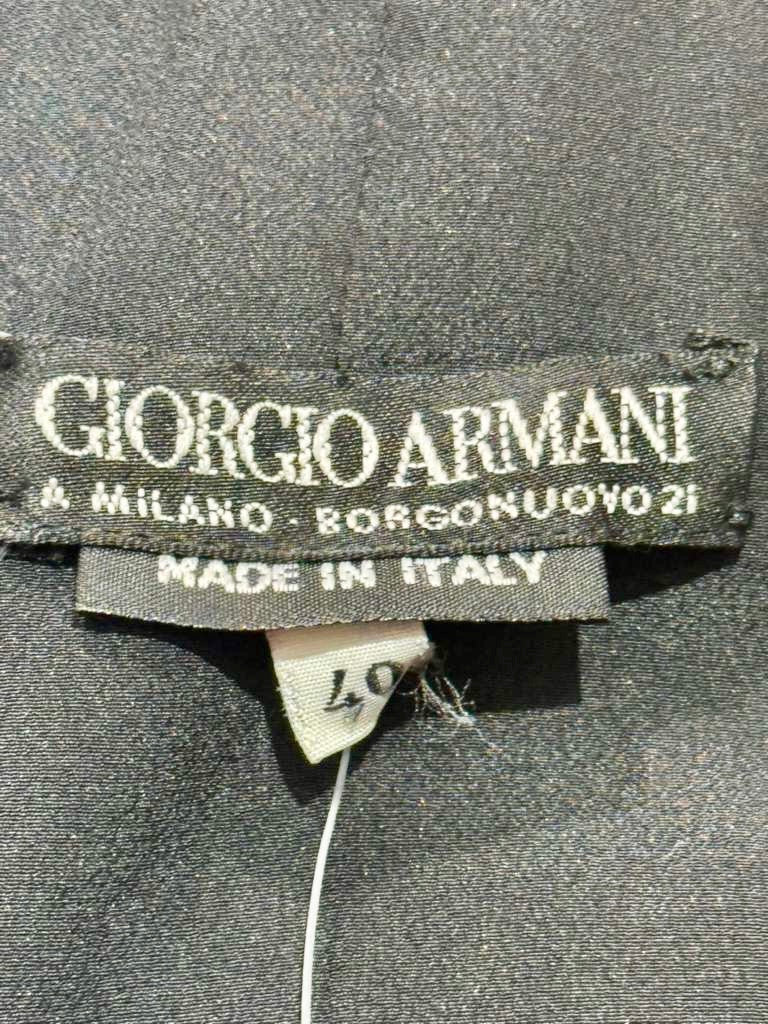 GIORGIO ARMANI
A MILANO - BORGONUOVO 21
MADE IN ITALY
40